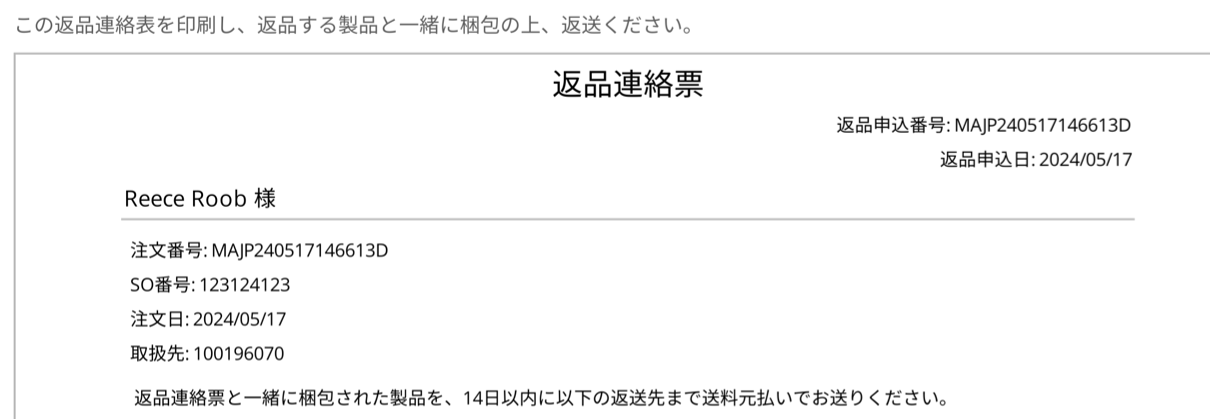 この返品連絡表を印刷し、返品する製品と一緒に梱包の上、返送ください。
返品連絡票
返品申込番号: MAJP240517146613D
返品申込日: 2024/05/17
Reece Roob 様
注文番号: MAJP240517146613D
SO番号: 123124123
注文日: 2024/05/17
取扱先: 100196070
返品連絡票と一緒に梱包された製品を、14日以内に以下の返送先まで送料元払いでお送りください。